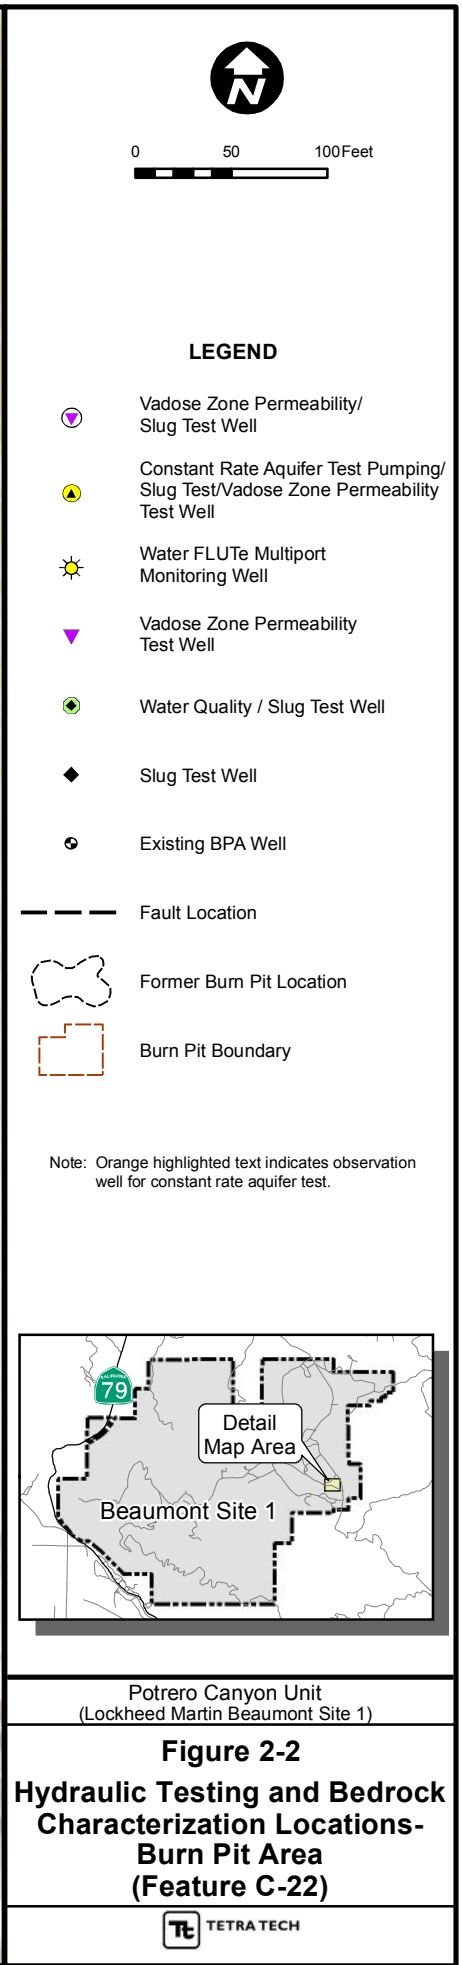 N
0 50 100Feet
LEGEND
Vadose Zone Permeability/
Slug Test Well
Constant Rate Aquifer Test Pumping/
Slug Test/Vadose Zone Permeability
Test Well
Water FLUTe Multiport
Monitoring Well
Vadose Zone Permeability
Test Well
Water Quality / Slug Test Well
Slug Test Well
Existing BPA Well
Fault Location
Former Burn Pit Location
Burn Pit Boundary
Note: Orange highlighted text indicates observation
well for constant rate aquifer test.
CALIFORNIA
79
Detail
Map Area
Beaumont Site 1
Potrero Canyon Unit
(Lockheed Martin Beaumont Site 1)
Figure 2-2
Hydraulic Testing and Bedrock
Characterization Locations-
Burn Pit Area
(Feature C-22)
Tt TETRA TECH